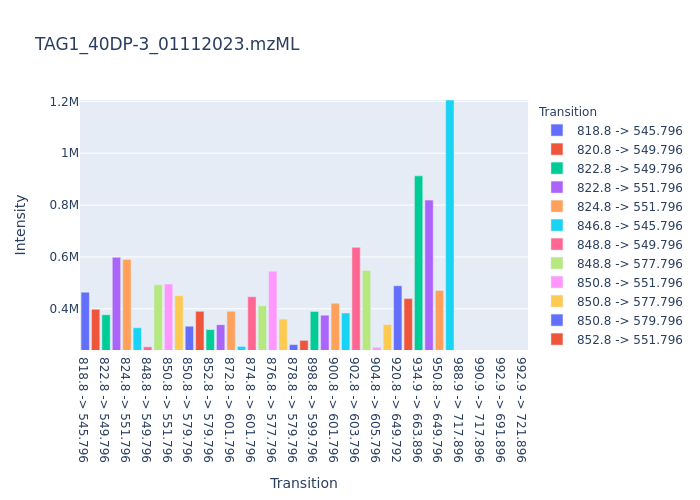 TAG1_40DP-3_01112023.mzML
Intensity
1.2M
1M
0.8M
0.6M
0.4M
818.8 -> 545.796
822.8 -> 549.796
824.8 -> 551.796
848.8 -> 549.796
850.8 -> 551.796
850.8 -> 579.796
852.8 -> 579.796
872.8 -> 601.796
874.8 -> 601.796
876.8 -> 577.796
878.8 -> 579.796
898.8 -> 599.796
900.8 -> 601.796
902.8 -> 603.796
904.8 -> 605.796
920.8 -> 649.792
934.9 -> 663.896
950.8 -> 649.796
988.9 -> 717.896
990.9 -> 717.896
992.9 -> 691.896
992.9 -> 721.896
Transition
Transition
818.8 -> 545.796
820.8 -> 549.796
822.8 -> 549.796
822.8 -> 551.796
824.8 -> 551.796
846.8 -> 545.796
848.8 -> 549.796
848.8 -> 577.796
850.8 -> 551.796
850.8 -> 577.796
850.8 -> 579.796
852.8 -> 551.796